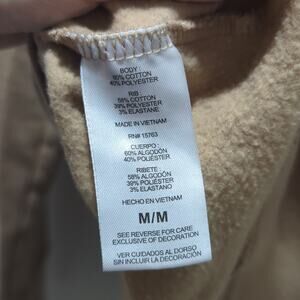 BODY:
60% COTTON
40% POLYESTER
RIB:
58% COTTON
39% POLYESTER
3% ELASTANE
MADE IN VIETNAM
RN# 15763
CUERPO:
60% ALGODÓN
40% POLIÉSTER
RIBETE:
58% ALGODÓN
39% POLIÉSTER
3% ELASTANO
HECHO EN VIETNAM
M/M
SEE REVERSE FOR CARE
EXCLUSIVE OF DECORATION
VER CUIDADOS AL DORSO
SIN INCLUIR LA DECORACIÓN